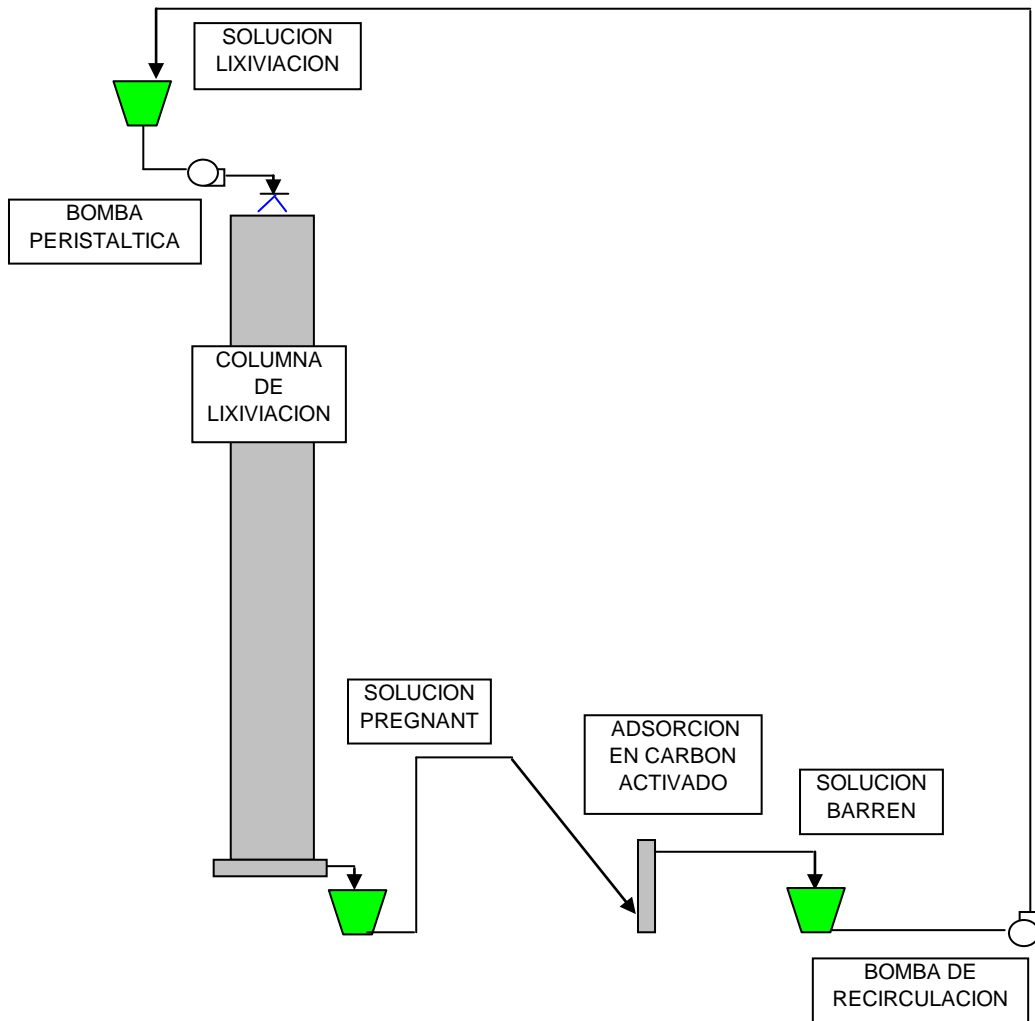 SOLUCION
LIXIVIACION
BOMBA
PERISTALTICA
COLUMNA
DE
LIXIVIACION
SOLUCION
PREGNANT
ADSORCION
EN CARBON
ACTIVADO
SOLUCION
BARREN
BOMBA DE
RECIRCULACION